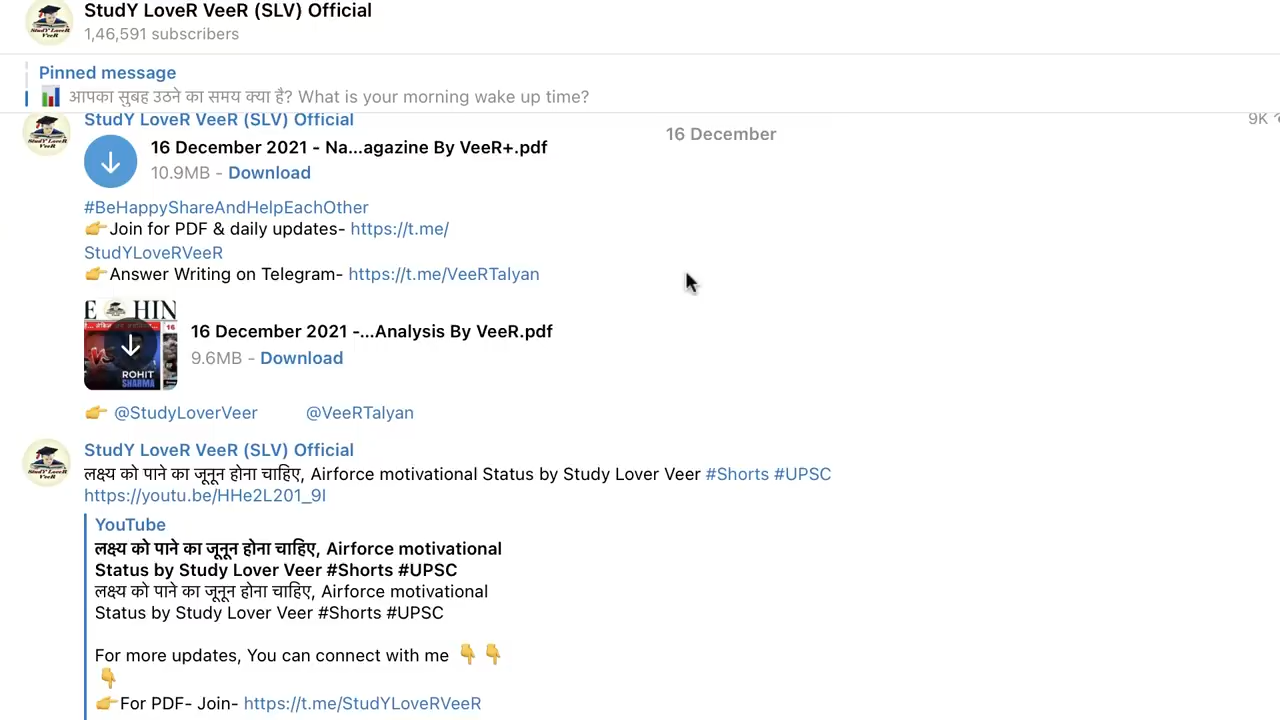 StudY LoveR VeeR (SLV) Official
1,46,591 subscribers
Pinned message
📊 आपका सुबह उठने का समय क्या है? What is your morning wake up time?
StudY LoveR VeeR (SLV) Official
9K
16 December
16 December 2021 - Na...agazine By VeeR+.pdf
10.9MB - Download
#BeHappyShareAndHelpEachOther
👉Join for PDF & daily updates- https://t.me/
StudYLoveRVeeR
👉Answer Writing on Telegram- https://t.me/VeeRTalyan
E HIN
16
ROHIT
SHARMA
16 December 2021 -...Analysis By VeeR.pdf
9.6MB - Download
👉 @StudyLoverVeer @VeeRTalyan
StudY LoveR VeeR (SLV) Official
लक्ष्य को पाने का जूनून होना चाहिए, Airforce motivational Status by Study Lover Veer #Shorts #UPSC
https://youtu.be/HHe2L201_9I
YouTube
लक्ष्य को पाने का जूनून होना चाहिए, Airforce motivational
Status by Study Lover Veer #Shorts #UPSC
लक्ष्य को पाने का जूनून होना चाहिए, Airforce motivational
Status by Study Lover Veer #Shorts #UPSC
For more updates, You can connect with me 👇👇
👇
👉For PDF- Join- https://t.me/StudYLoveRVeeR